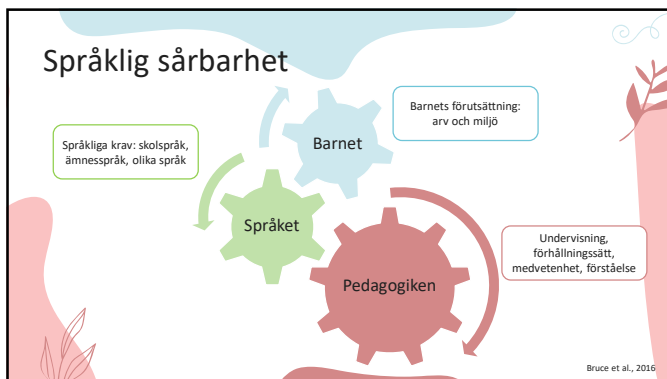 Språklig sårbarhet
Barnets förutsättning:
arv och miljö
Barnet
Språkliga krav: skolspråk,
ämnesspråk, olika språk
Språket
Undervisning,
förhållningssätt,
medvetenhet, förståelse
Pedagogiken
Bruce et al., 2016